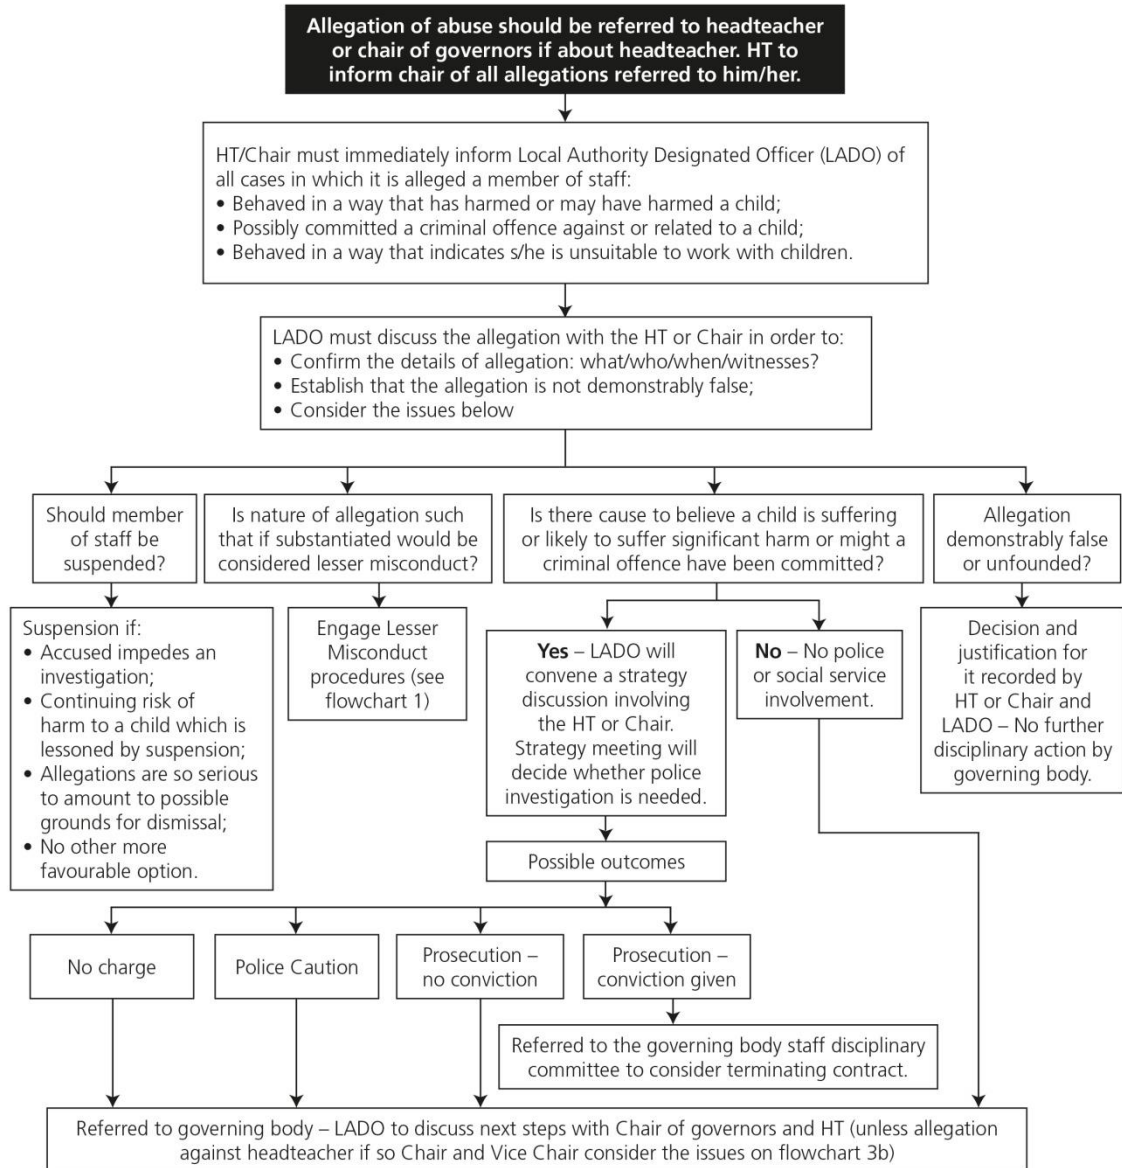 Allegation of abuse should be referred to headteacher
or chair of governors if about headteacher. HT to
inform chair of all allegations referred to him/her.
HT/Chair must immediately inform Local Authority Designated Officer (LADO) of
all cases in which it is alleged a member of staff:
• Behaved in a way that has harmed or may have harmed a child;
• Possibly committed a criminal offence against or related to a child;
• Behaved in a way that indicates s/he is unsuitable to work with children.
LADO must discuss the allegation with the HT or Chair in order to:
• Confirm the details of allegation: what/who/when/witnesses?
• Establish that the allegation is not demonstrably false;
• Consider the issues below
Should member
of staff be
suspended?
Is nature of allegation such
that if substantiated would be
considered lesser misconduct?
Is there cause to believe a child is suffering
or likely to suffer significant harm or might a
criminal offence have been committed?
Allegation
demonstrably false
or unfounded?
Suspension if:
• Accused impedes an
investigation;
• Continuing risk of
harm to a child which is
lessoned by suspension;
• Allegations are so serious
to amount to possible
grounds for dismissal;
• No other more
favourable option.
Engage Lesser
Misconduct
procedures (see
flowchart 1)
Yes – LADO will
convene a strategy
discussion involving
the HT or Chair.
Strategy meeting will
decide whether police
investigation is needed.
No – No police
or social service
involvement.
Decision and
justification for
it recorded by
HT or Chair and
LADO – No further
disciplinary action by
governing body.
Possible outcomes
No charge
Police Caution
Prosecution –
no conviction
Prosecution –
conviction given
Referred to the governing body staff disciplinary
committee to consider terminating contract.
Referred to governing body – LADO to discuss next steps with Chair of governors and HT (unless allegation
against headteacher if so Chair and Vice Chair consider the issues on flowchart 3b)